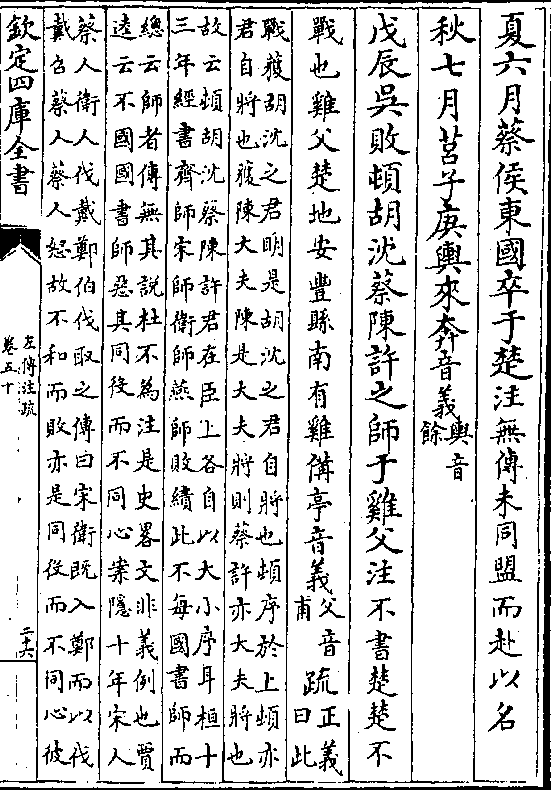 夏六月蔡侯東國卒于楚注無傳未同盟而赴以名
秋七月莒子庚輿來奔音義輿音餘
戊辰吳敗頓胡沈蔡陳許之師于雞父注不書楚楚不
戰也雞父楚地安豐縣南有雞備亭音義父音甫疏正義曰此
戰獲胡沈之君明是胡沈之君自將也頓序於上頓亦
君自將也獲陳大夫陳是大夫將則蔡許亦大夫將也
故云頓胡沈蔡陳許君在臣上各自以大小序耳桓十
三年經書齊師宋師衛師燕師敗績此不每國書師而
總云師者傳無其說杜不為注是史畧文非義例也賈
逵云不國國書師惡其同役而不同心案隱十年宋人
蔡人衛人伐戴鄭伯伐取之傳曰宋衛既入鄭而以伐
戴召蔡人蔡人怒故不和而敗亦是同役而不同心彼
欽定四庫全書
左傳注疏
卷五十
二十六